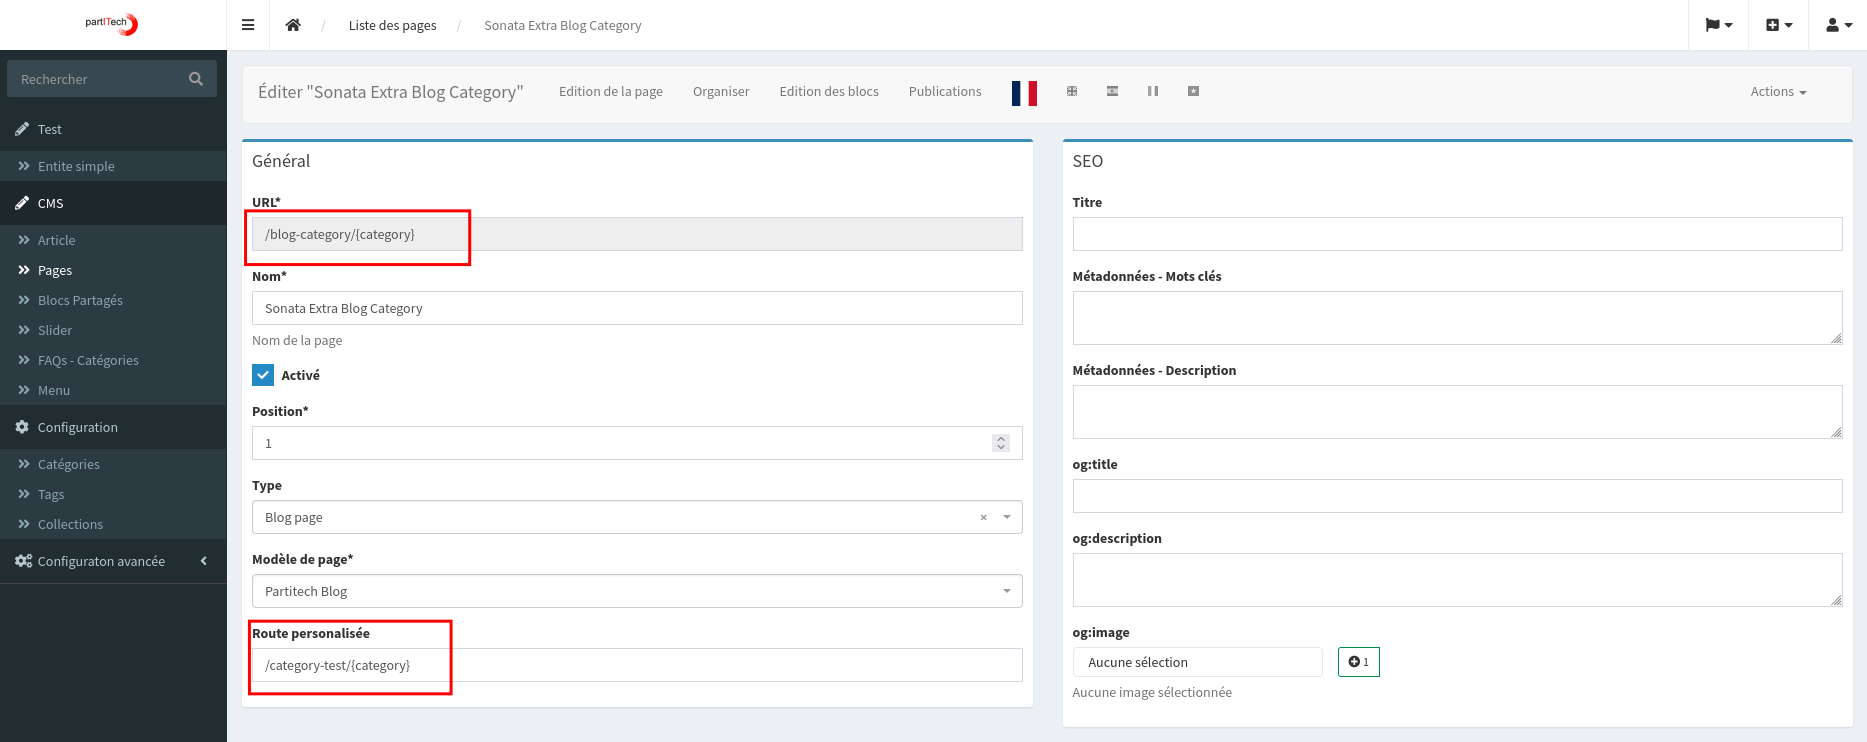 partITech
/ Liste des pages / Sonata Extra Blog Category
Rechercher
Test
Entite simple
CMS
Article
Pages
Blocs Partagés
Slider
FAQs - Catégories
Menu
Configuration
Catégories
Tags
Collections
Configuraton avancée
Éditer "Sonata Extra Blog Category" Edition de la page Organiser Edition des blocs Publications Actions
Général
URL*
/blog-category/{category}
Nom*
Sonata Extra Blog Category
Nom de la page
Activé
Position*
1
Type
Blog page ×
Modèle de page*
Partitech Blog
Route personalisée
/category-test/{category}
SEO
Titre
Métadonnées - Mots clés
Métadonnées - Description
og:title
og:description
og:image
Aucune sélection 1
Aucune image sélectionnée